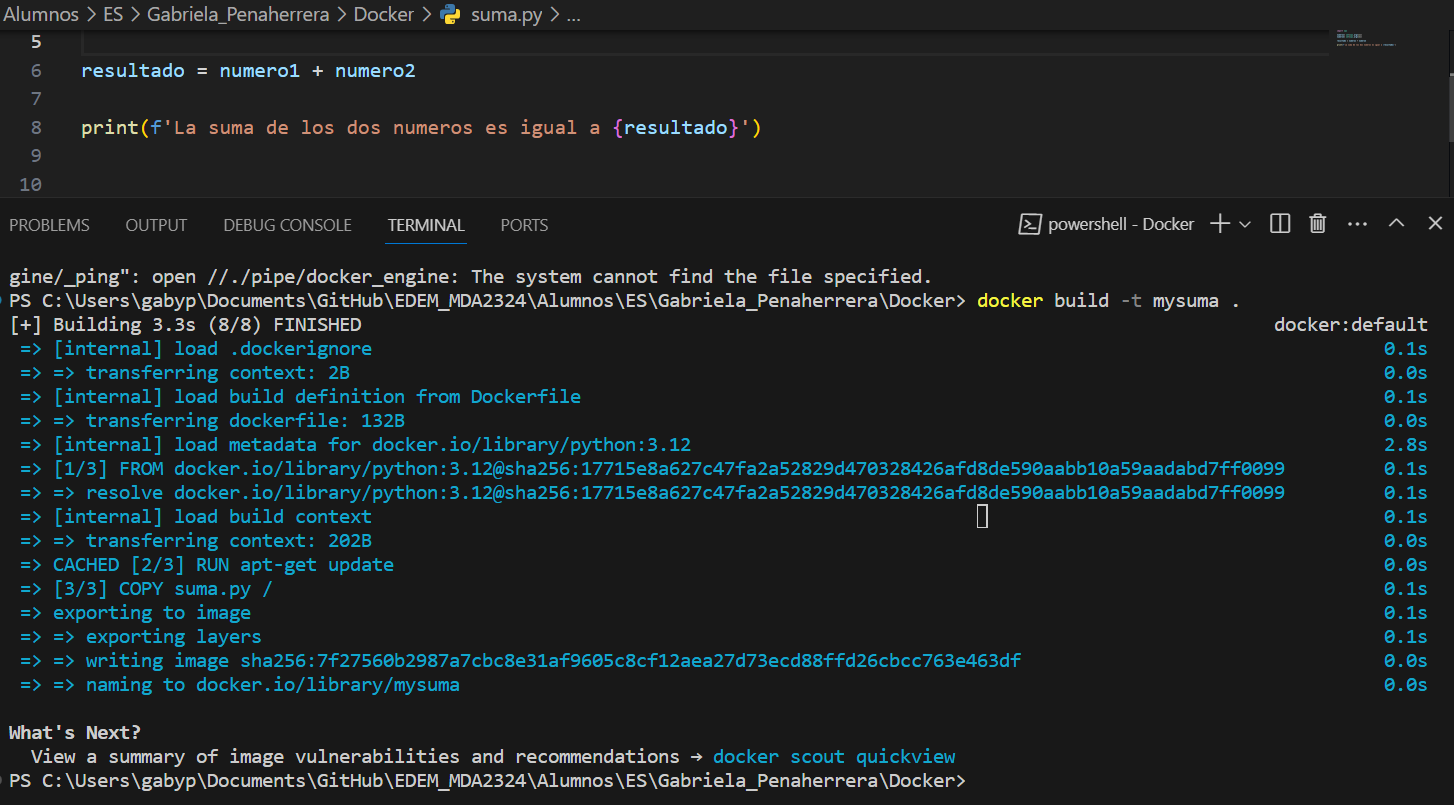 Alumnos > ES > Gabriela_Penaherrera > Docker > suma.py > ...
5
6 resultado = numero1 + numero2
7
8 print(f'La suma de los dos numeros es igual a {resultado}')
9
10
PROBLEMS OUTPUT DEBUG CONSOLE TERMINAL PORTS powershell - Docker
gine/_ping": open //./pipe/docker_engine: The system cannot find the file specified.
PS C:\Users\gabyp\Documents\GitHub\EDEM_MDA2324\Alumnos\ES\Gabriela_Penaherrera\Docker> docker build -t mysuma .
[+] Building 3.3s (8/8) FINISHED docker:default
=> [internal] load .dockerignore 0.1s
=> => transferring context: 2B 0.0s
=> [internal] load build definition from Dockerfile 0.1s
=> => transferring dockerfile: 132B 0.0s
=> [internal] load metadata for docker.io/library/python:3.12 2.8s
=> [1/3] FROM docker.io/library/python:3.12@sha256:17715e8a627c47fa2a52829d470328426afd8de590aabb10a59aadabd7ff0099 0.1s
=> => resolve docker.io/library/python:3.12@sha256:17715e8a627c47fa2a52829d470328426afd8de590aabb10a59aadabd7ff0099 0.1s
=> [internal] load build context 0.1s
=> => transferring context: 202B 0.0s
=> CACHED [2/3] RUN apt-get update 0.0s
=> [3/3] COPY suma.py / 0.1s
=> exporting to image 0.1s
=> => exporting layers 0.1s
=> => writing image sha256:7f27560b2987a7cbc8e31af9605c8cf12aea27d73ecd88ffd26cbcc763e463df 0.0s
=> => naming to docker.io/library/mysuma 0.0s
What's Next?
View a summary of image vulnerabilities and recommendations → docker scout quickview
PS C:\Users\gabyp\Documents\GitHub\EDEM_MDA2324\Alumnos\ES\Gabriela_Penaherrera\Docker>